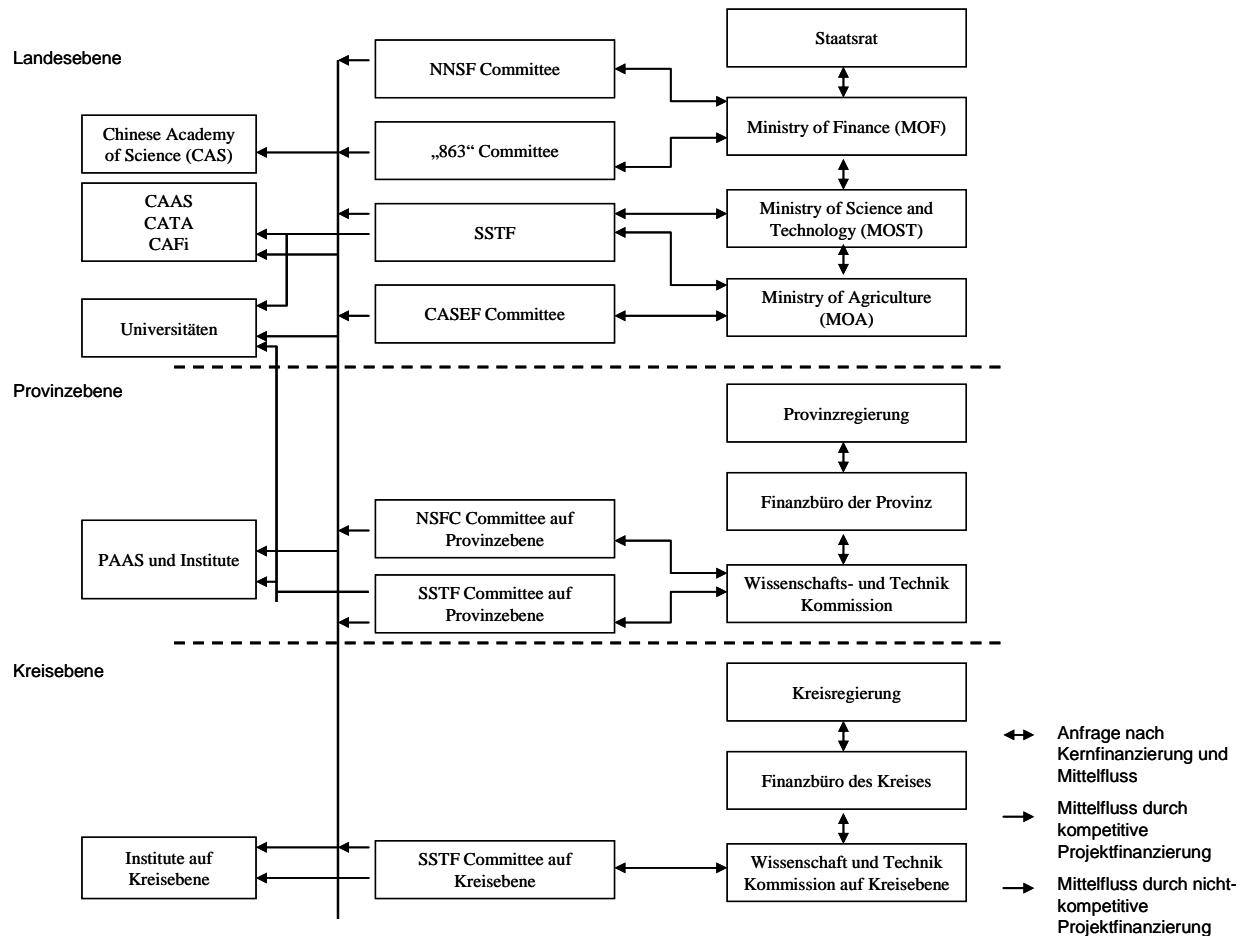 Landesebene
Staatsrat
NNSF Committee
Ministry of Finance (MOF)
Chinese Academy
of Science (CAS)
„863“ Committee
CAAS
CATA
CAFi
SSTF
Ministry of Science and
Technology (MOST)
Universitäten
CASEF Committee
Ministry of Agriculture
(MOA)
Provinzebene
Provinzregierung
Finanzbüro der Provinz
PAAS und Institute
NSFC Committee auf
Provinzebene
SSTF Committee auf
Provinzebene
Wissenschafts- und Technik
Kommission
Kreisebene
Kreisregierung
Finanzbüro des Kreises
Institute auf
Kreisebene
SSTF Committee auf
Kreisebene
Wissenschaft und Technik
Kommission auf Kreisebene
Anfrage nach
Kernfinanzierung und
Mittelfluss
Mittelfluss durch
kompetitive
Projektfinanzierung
Mittelfluss durch nicht-
kompetitive
Projektfinanzierung